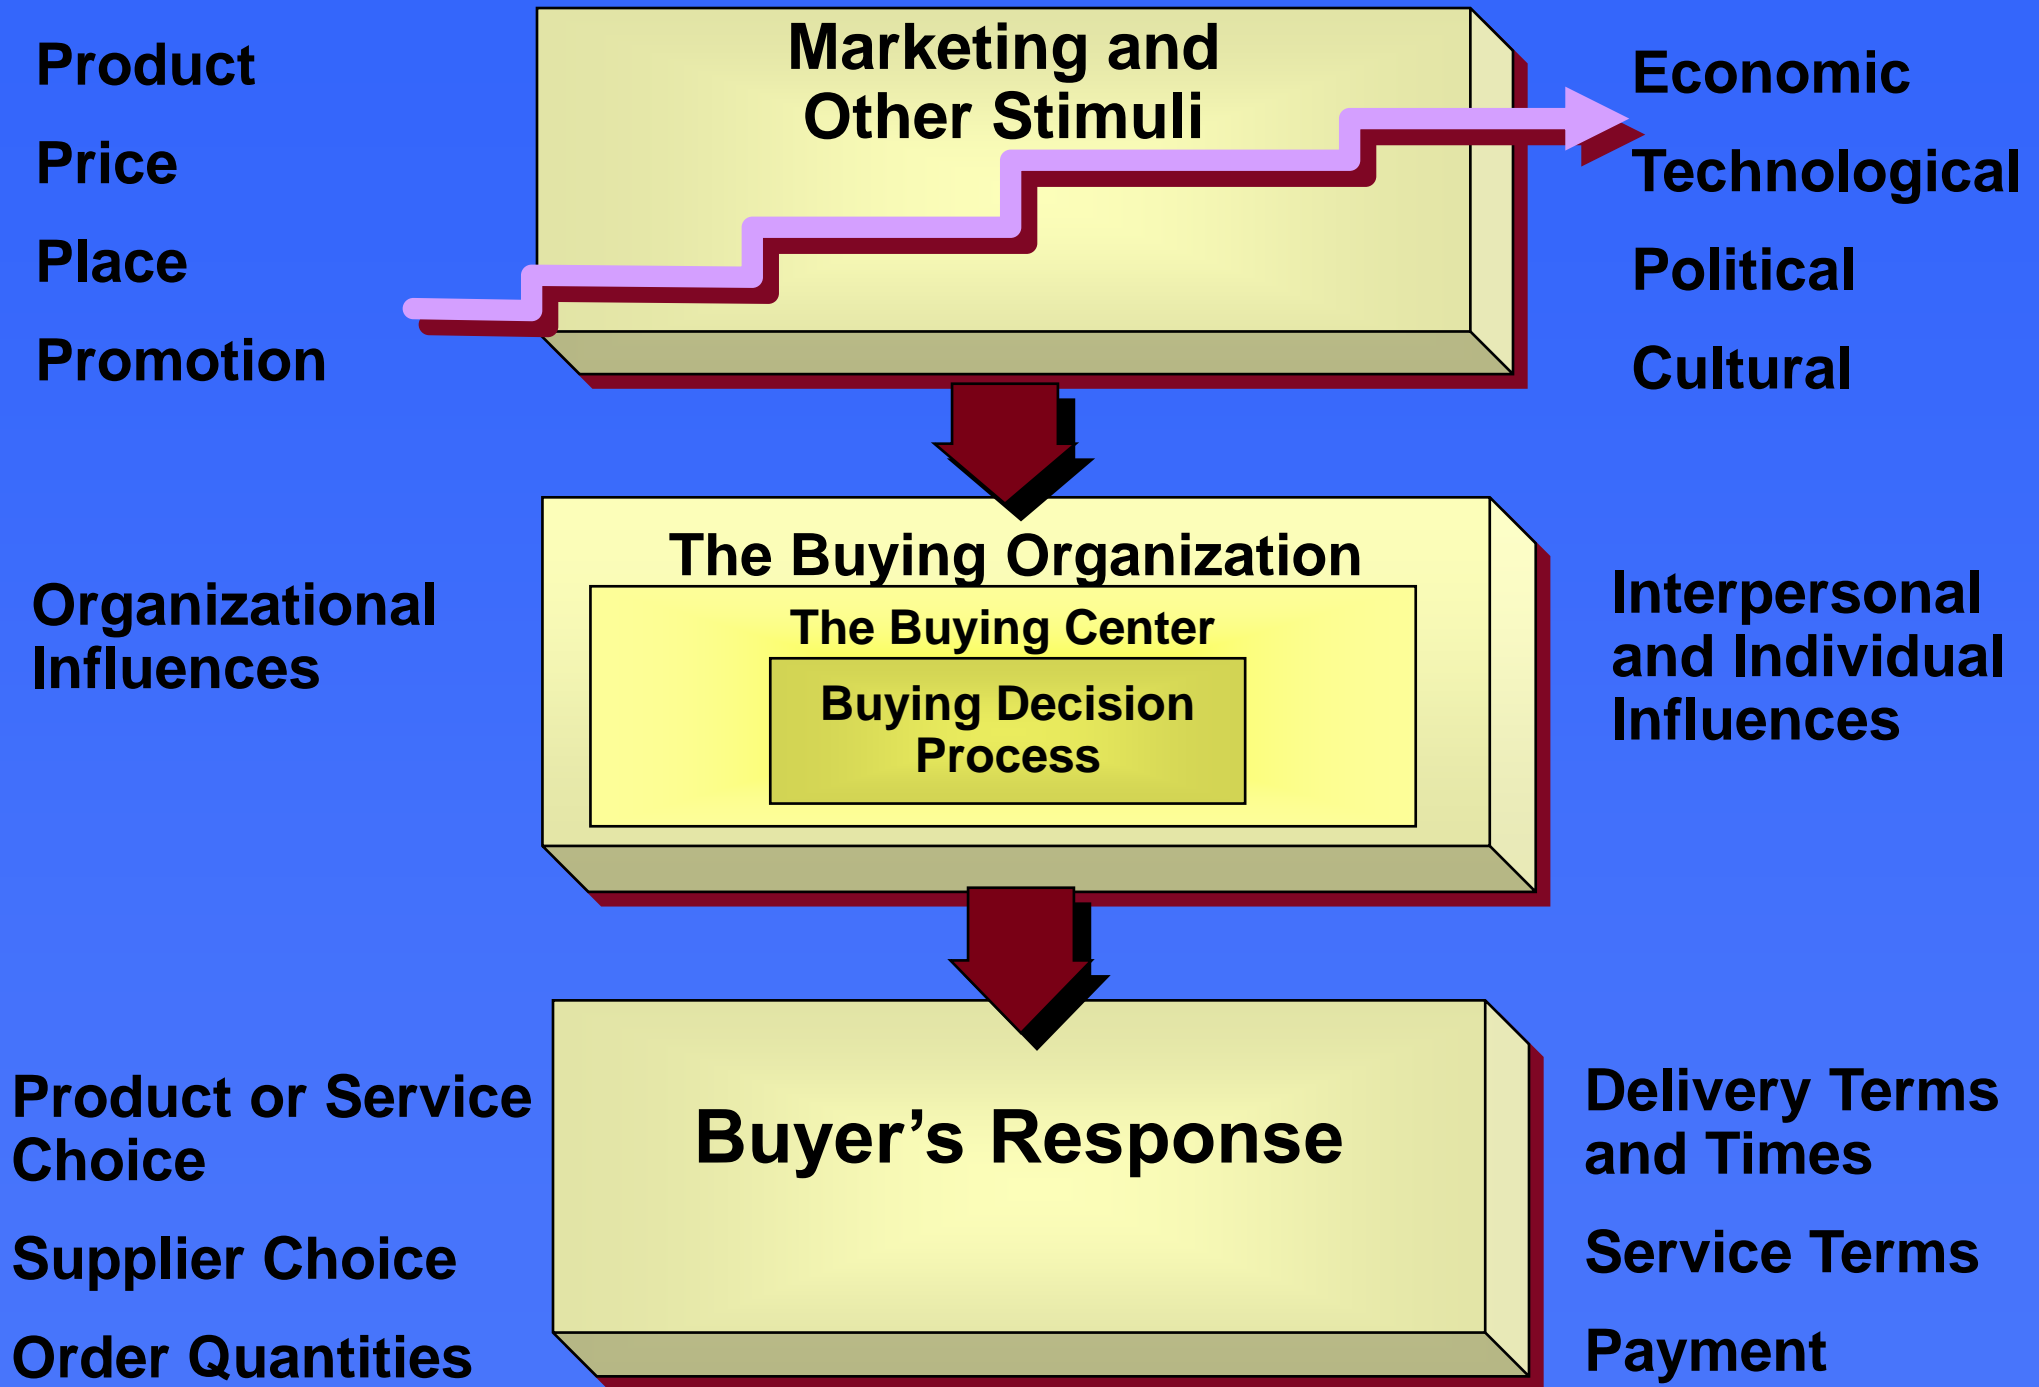 Product
Price
Place
Promotion
Marketing and
Other Stimuli
Economic
Technological
Political
Cultural
Organizational
Influences
The Buying Organization
The Buying Center
Buying Decision
Process
Interpersonal
and Individual
Influences
Product or Service
Choice
Supplier Choice
Order Quantities
Buyer’s Response
Delivery Terms
and Times
Service Terms
Payment